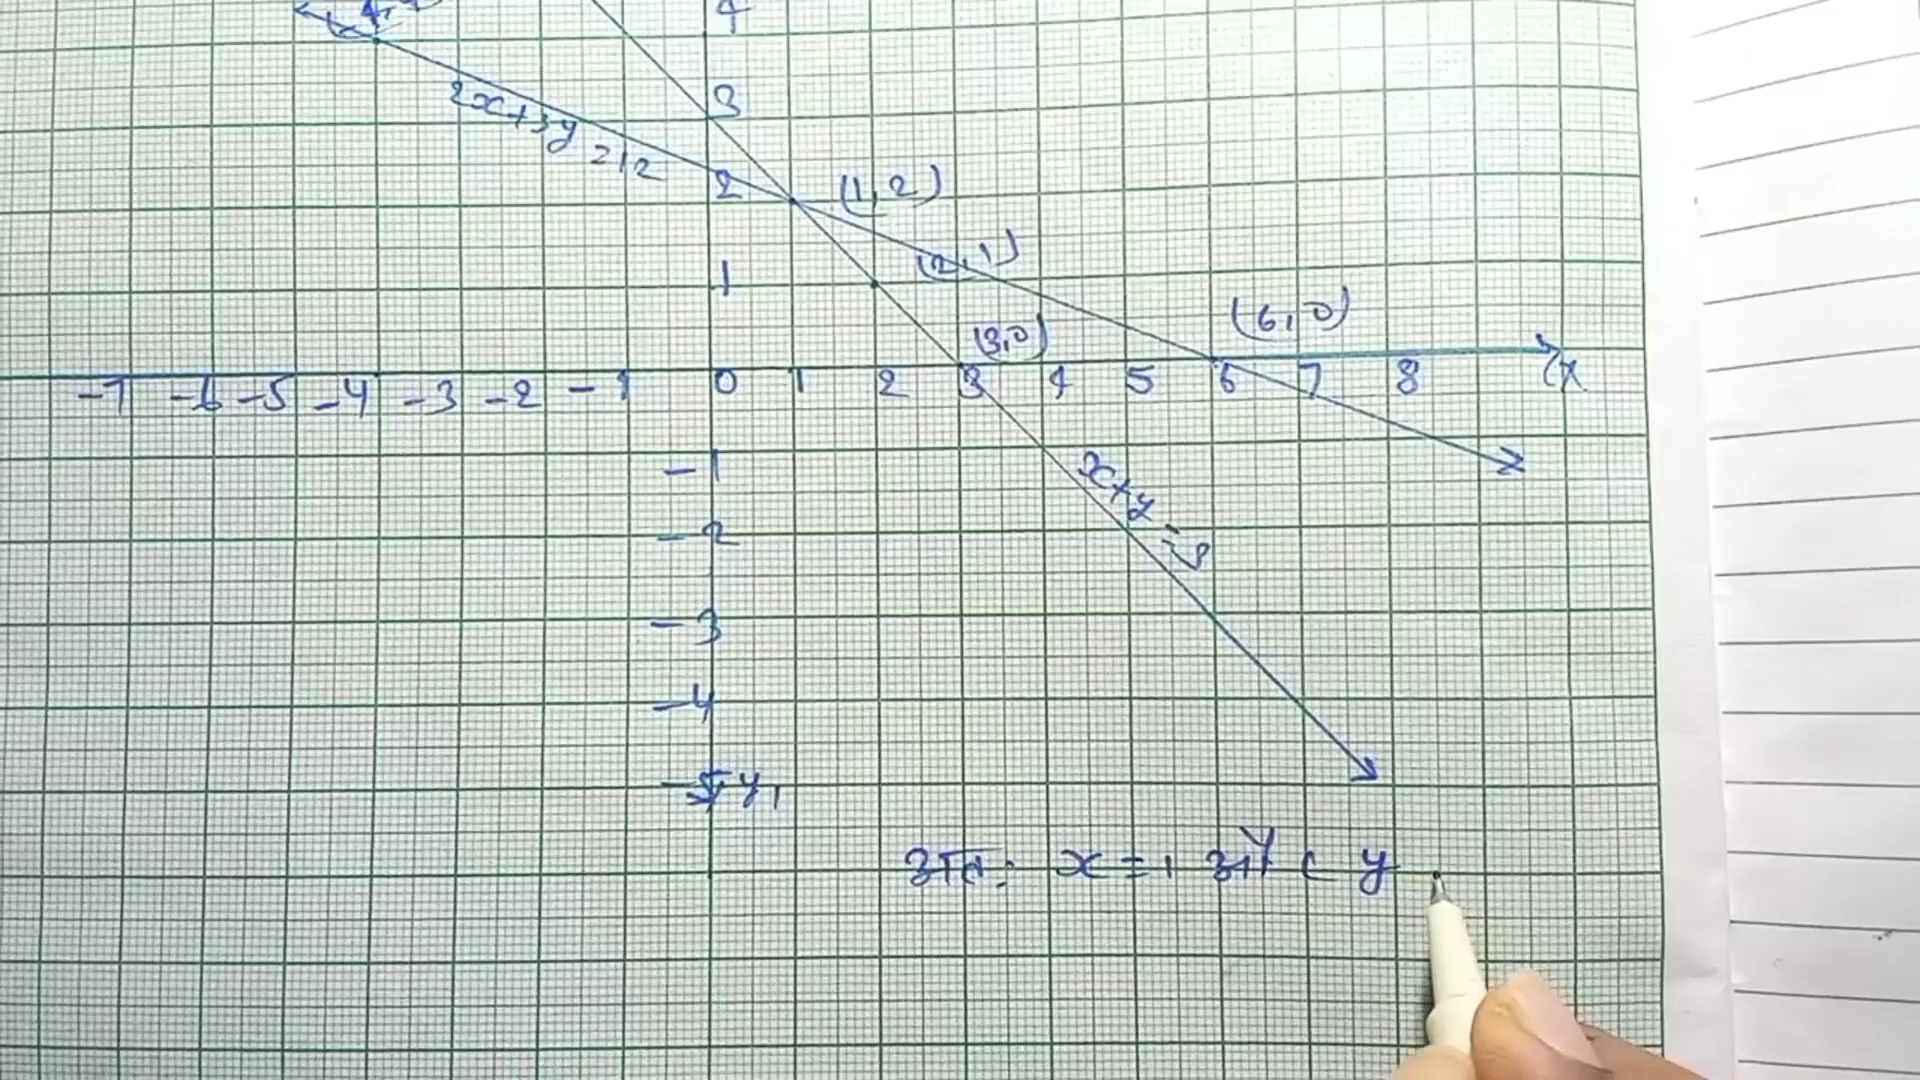 4
3
2x+3y
=12
2
(1,2)
(2,1)
1
(6,0)
(3,0)
-7 -6 -5 -4 -3 -2 -1 0 1 2 3 4 5 6 7 8 x
-1
x+y=3
-2
-3
-4
-5 y,
अतः x=1 और y